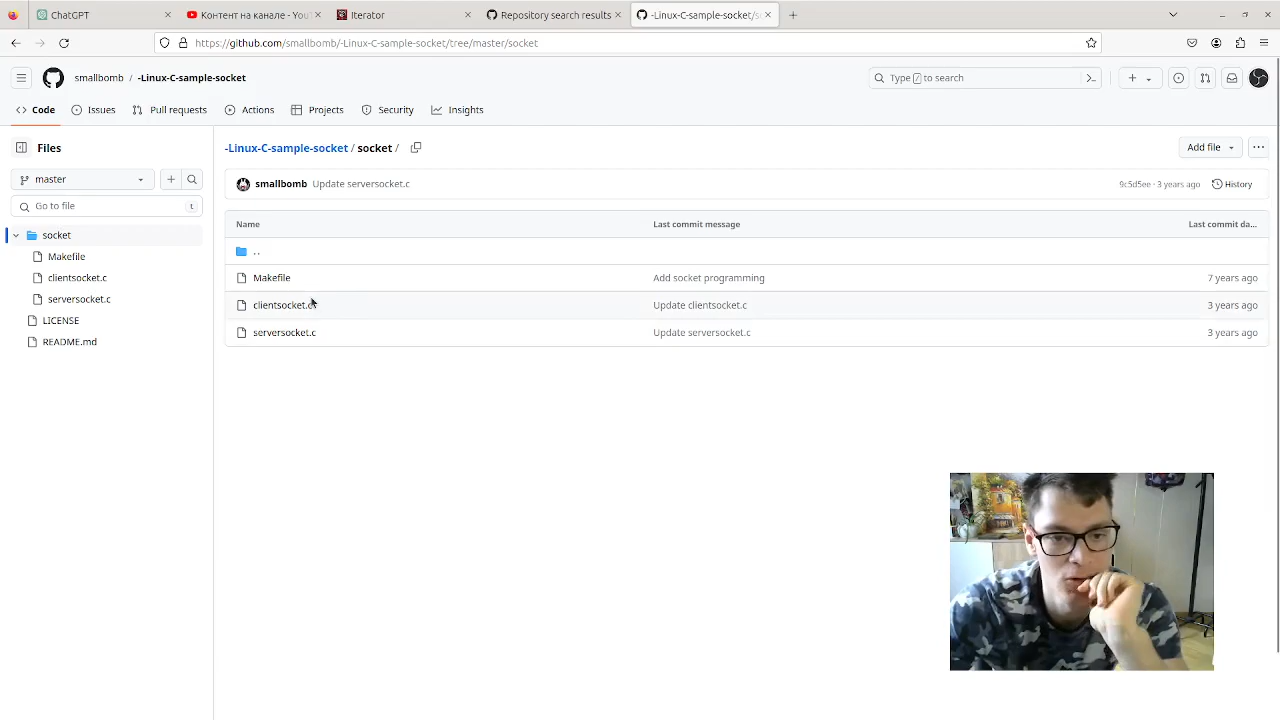 ChatGPT
Контент на канале - You
Iterator
Repository search results
-Linux-C-sample-socket/s
https://github.com/smallbomb/-Linux-C-sample-socket/tree/master/socket
smallbomb / -Linux-C-sample-socket
Type / to search
Code
Issues
Pull requests
Actions
Projects
Security
Insights
Files
-Linux-C-sample-socket / socket /
Add file
master
smallbomb Update serversocket.c
9c5d5ee · 3 years ago
History
Go to file
t
Name
Last commit message
Last commit da...
socket
..
Makefile
clientsocket.c
serversocket.c
LICENSE
README.md
Makefile
Add socket programming
7 years ago
clientsocket.c
Update clientsocket.c
3 years ago
serversocket.c
Update serversocket.c
3 years ago